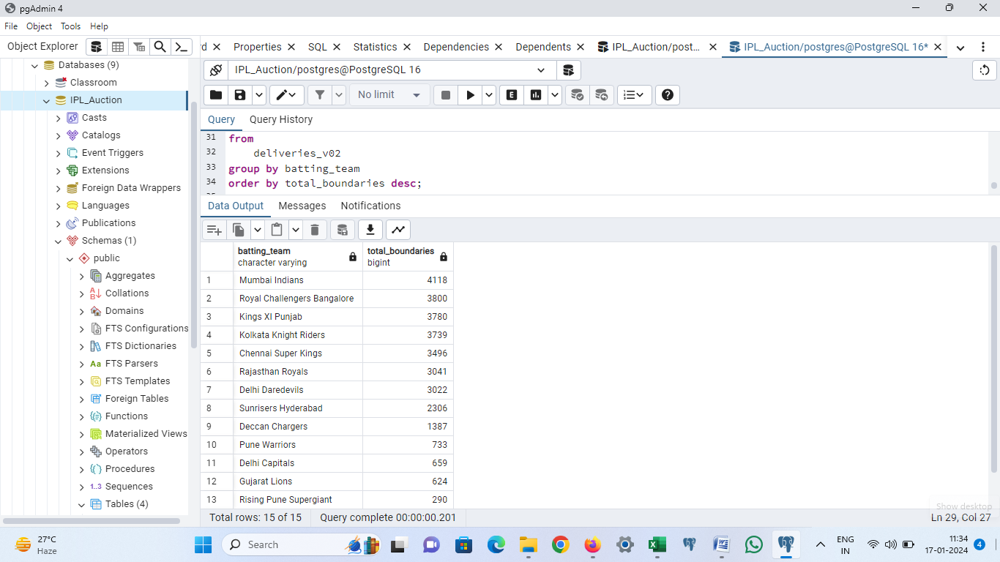 pgAdmin 4
File Object Tools Help
Object Explorer
rd Properties SQL Statistics Dependencies Dependents IPL_Auction/post... IPL_Auction/postgres@PostgreSQL 16*
Databases (9)
Classroom
IPL_Auction
Casts
Catalogs
Event Triggers
Extensions
Foreign Data Wrappers
Languages
Publications
Schemas (1)
public
Aggregates
Collations
Domains
FTS Configurations
FTS Dictionaries
Aa FTS Parsers
FTS Templates
Foreign Tables
Functions
Materialized Views
Operators
Procedures
1..3 Sequences
Tables (4)
IPL_Auction/postgres@PostgreSQL 16
No limit
E
Query Query History
31 from
32 deliveries_v02
33 group by batting_team
34 order by total_boundaries desc;
Data Output Messages Notifications
batting_team total_boundaries
character varying bigint
1 Mumbai Indians 4118
2 Royal Challengers Bangalore 3800
3 Kings XI Punjab 3780
4 Kolkata Knight Riders 3739
5 Chennai Super Kings 3496
6 Rajasthan Royals 3041
7 Delhi Daredevils 3022
8 Sunrisers Hyderabad 2306
9 Deccan Chargers 1387
10 Pune Warriors 733
11 Delhi Capitals 659
12 Gujarat Lions 624
13 Rising Pune Supergiant 290
Show desktop
Total rows: 15 of 15 Query complete 00:00:00.201 Ln 29, Col 27
27°C
Haze
Search
ENG
IN
11:34
17-01-2024
4